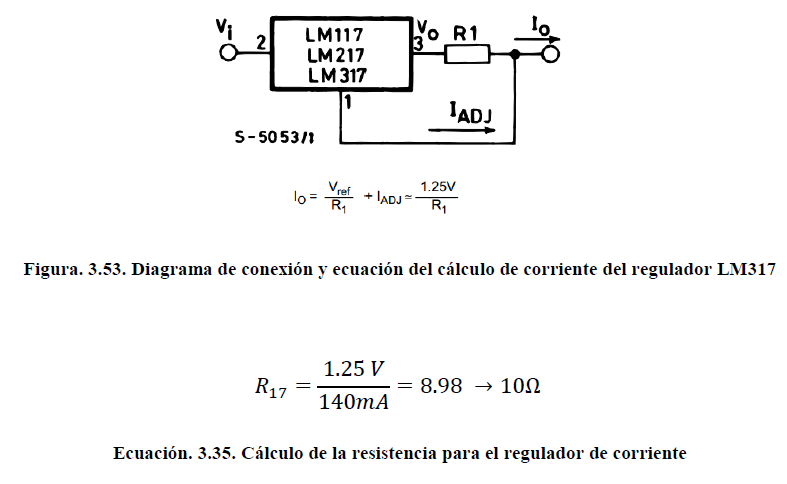 Vi 2 LM117 Vo R1 Io
LM217 3
LM317
1 IADJ
S-5053/1
IO = Vref / R1 + IADJ ≃ 1.25V / R1
Figura. 3.53. Diagrama de conexión y ecuación del cálculo de corriente del regulador LM317
R17 = 1.25 V / 140mA = 8.98 → 10Ω
Ecuación. 3.35. Cálculo de la resistencia para el regulador de corriente